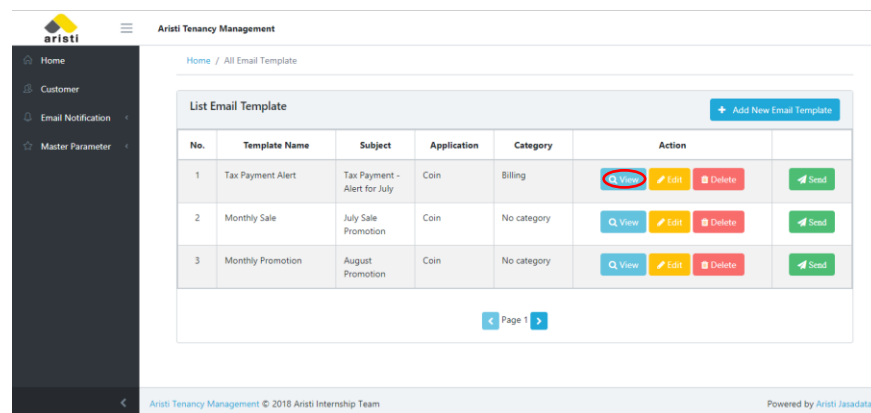 aristi
Aristi Tenancy Management
Home
Customer
Email Notification
Master Parameter
Home / All Email Template
List Email Template
Add New Email Template
No. Template Name Subject Application Category Action
1 Tax Payment Alert Tax Payment - Coin Billing View Edit Delete Send
Alert for July
2 Monthly Sale July Sale Coin No category View Edit Delete Send
Promotion
3 Monthly Promotion August Coin No category View Edit Delete Send
Promotion
Page 1
Aristi Tenancy Management © 2018 Aristi Internship Team Powered by Aristi Jasadata